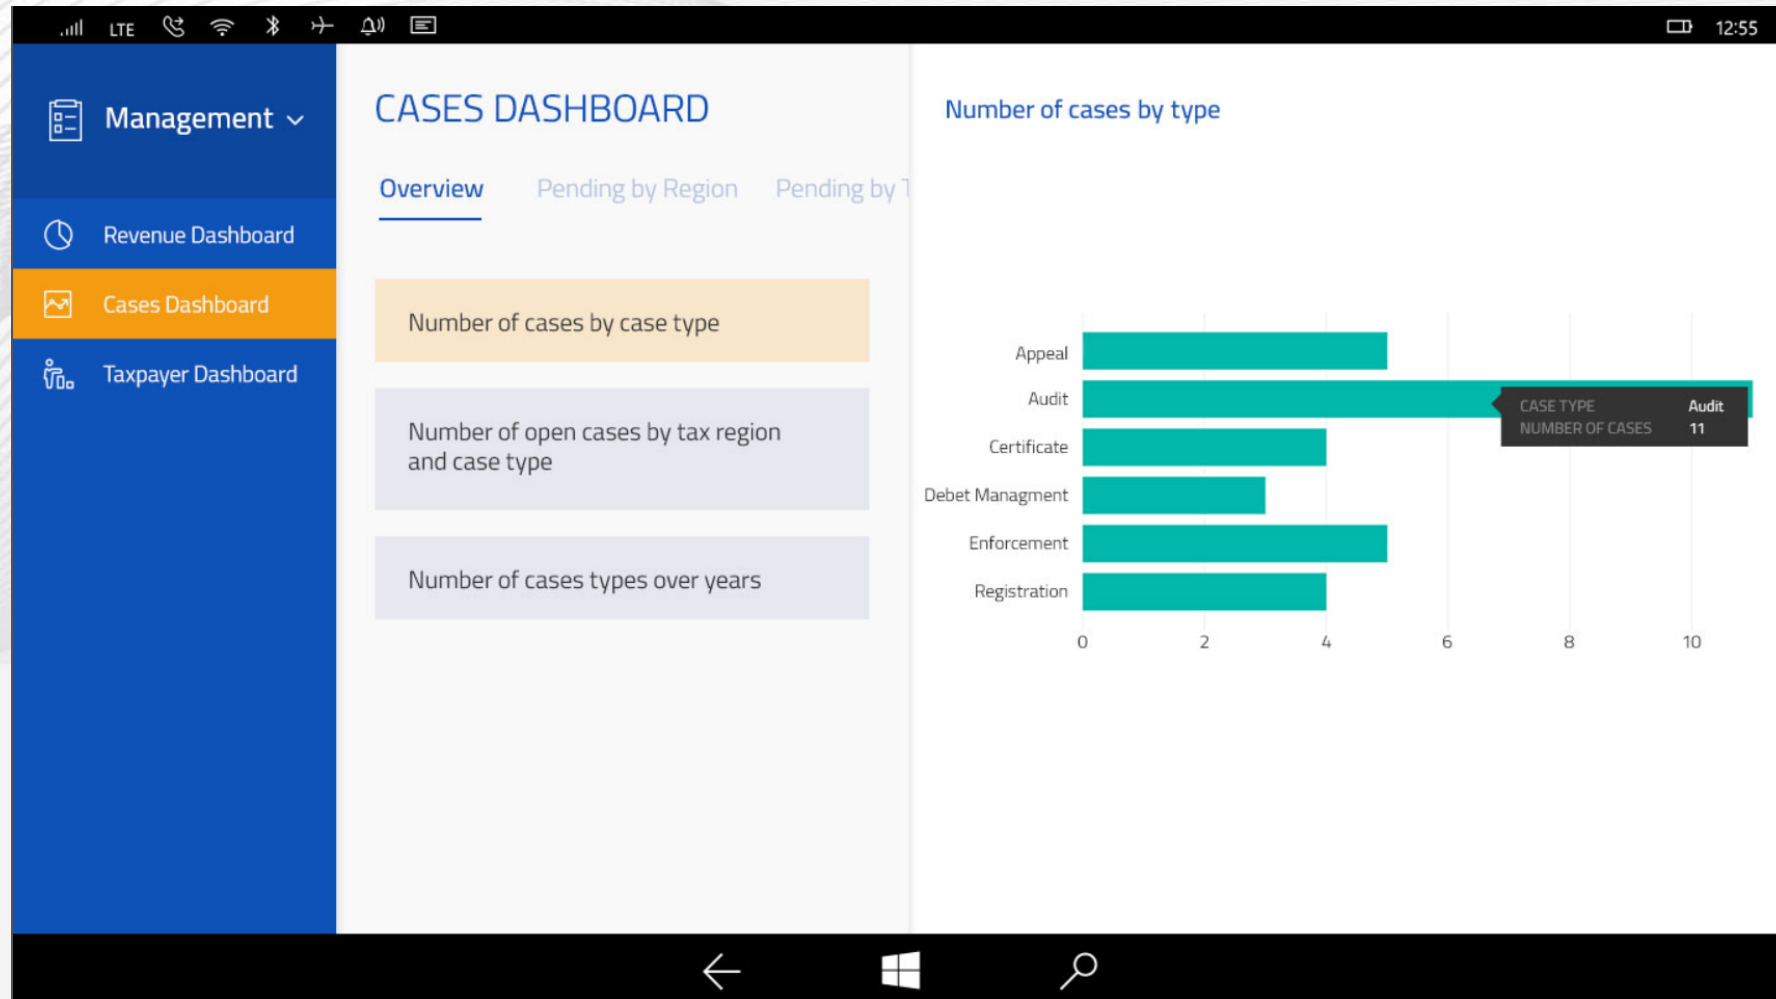 LTE
12:55
Management
Revenue Dashboard
Cases Dashboard
Taxpayer Dashboard
CASES DASHBOARD
Overview Pending by Region Pending by
Number of cases by case type
Number of open cases by tax region
and case type
Number of cases types over years
Number of cases by type
Appeal
Audit
Certificate
Debet Managment
Enforcement
Registration
CASE TYPE Audit
NUMBER OF CASES 11
0 2 4 6 8 10